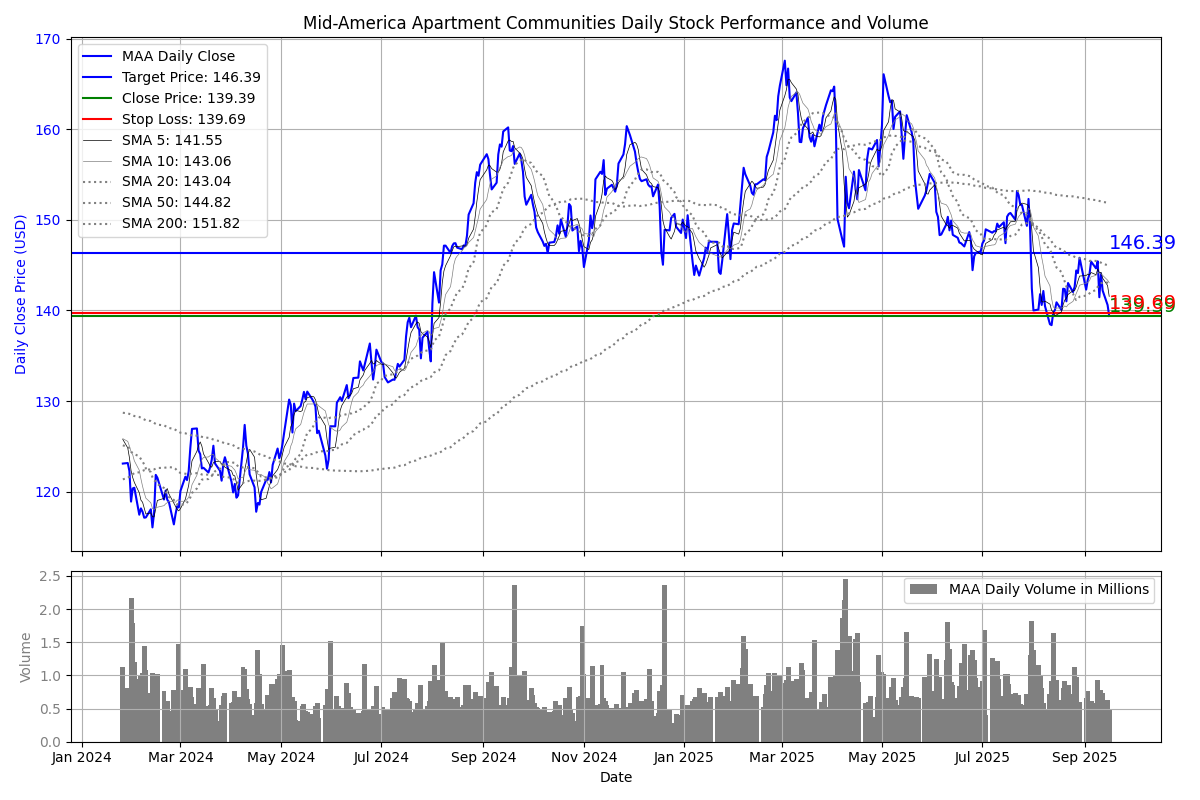 Mid-America Apartment Communities Daily Stock Performance and Volume
170
160
150
140
130
120
Daily Close Price (USD)
MAA Daily Close
Target Price: 146.39
Close Price: 139.39
Stop Loss: 139.69
SMA 5: 141.55
SMA 10: 143.06
SMA 20: 143.04
SMA 50: 144.82
SMA 200: 151.82
146.39
139.69
139.39
2.5
2.0
1.5
1.0
0.5
0.0
Volume
MAA Daily Volume in Millions
Jan 2024 Mar 2024 May 2024 Jul 2024 Sep 2024 Nov 2024 Jan 2025 Mar 2025 May 2025 Jul 2025 Sep 2025
Date